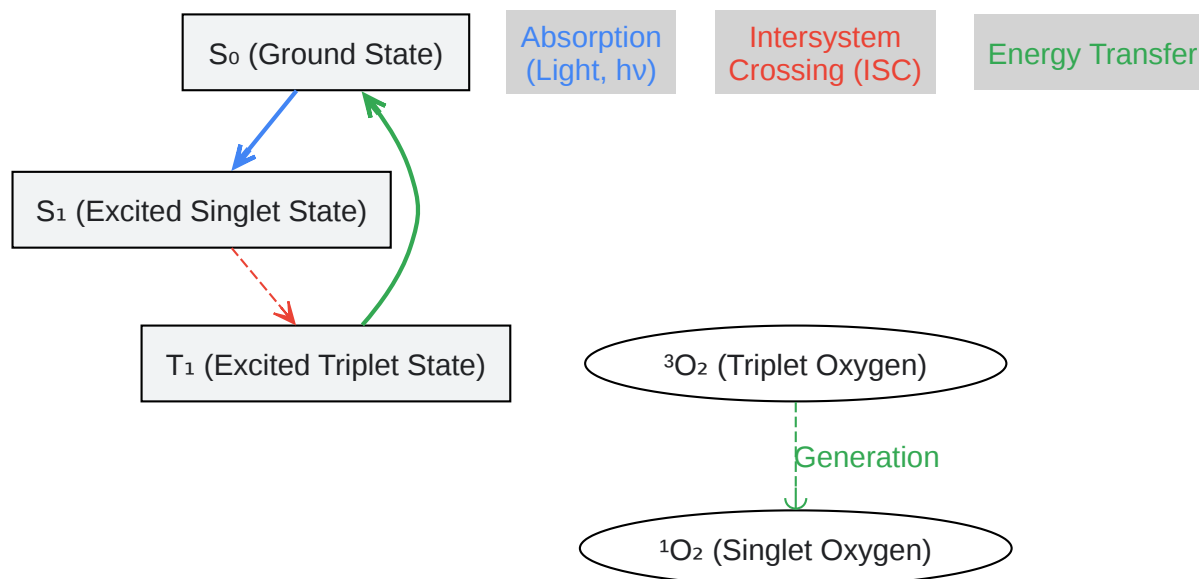 S₀ (Ground State)
Absorption
(Light, hν)
Intersystem
Crossing (ISC)
Energy Transfer
S₁ (Excited Singlet State)
T₁ (Excited Triplet State)
³O₂ (Triplet Oxygen)
Generation
¹O₂ (Singlet Oxygen)